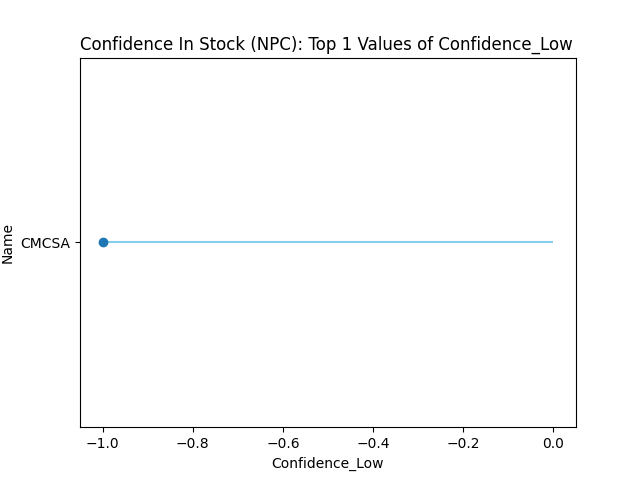 Confidence In Stock (NPC): Top 1 Values of Confidence_Low
Name
CMCSA
−1.0 −0.8 −0.6 −0.4 −0.2 0.0
Confidence_Low